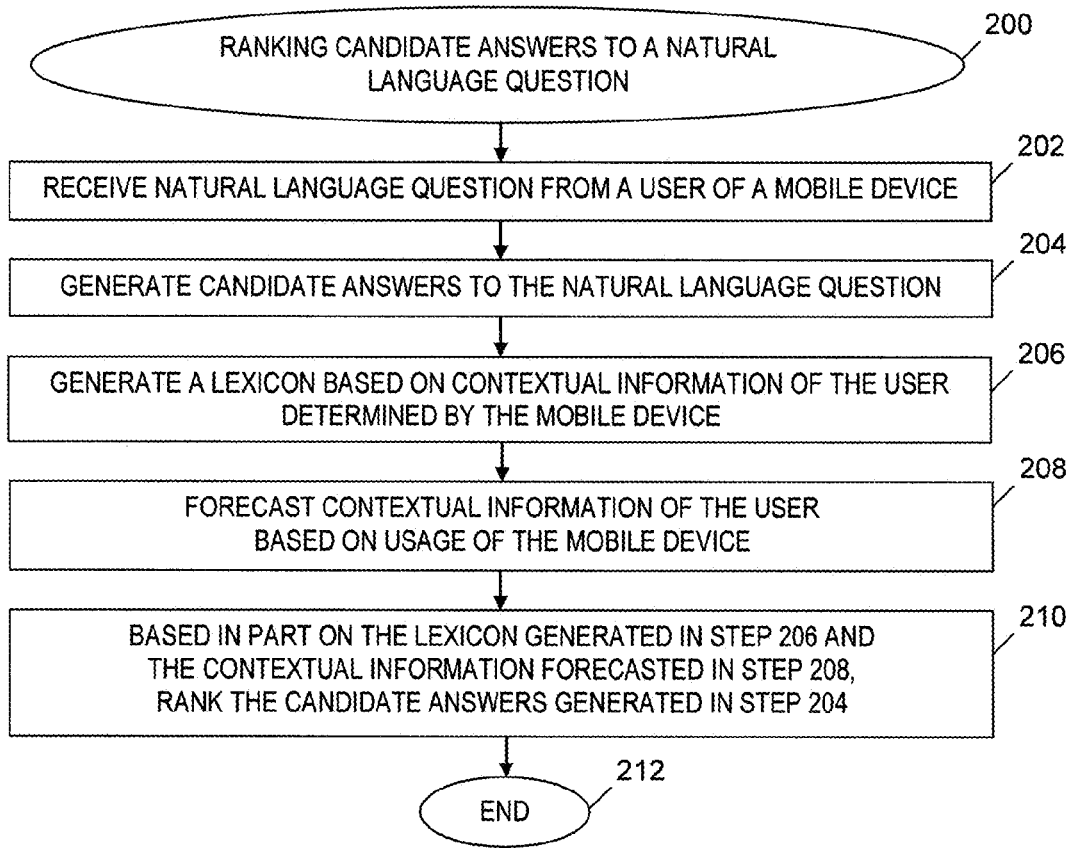 RANKING CANDIDATE ANSWERS TO A NATURAL
LANGUAGE QUESTION
200
202
RECEIVE NATURAL LANGUAGE QUESTION FROM A USER OF A MOBILE DEVICE
204
GENERATE CANDIDATE ANSWERS TO THE NATURAL LANGUAGE QUESTION
206
GENERATE A LEXICON BASED ON CONTEXTUAL INFORMATION OF THE USER
DETERMINED BY THE MOBILE DEVICE
208
FORECAST CONTEXTUAL INFORMATION OF THE USER
BASED ON USAGE OF THE MOBILE DEVICE
210
BASED IN PART ON THE LEXICON GENERATED IN STEP 206 AND
THE CONTEXTUAL INFORMATION FORECASTED IN STEP 208,
RANK THE CANDIDATE ANSWERS GENERATED IN STEP 204
212
END